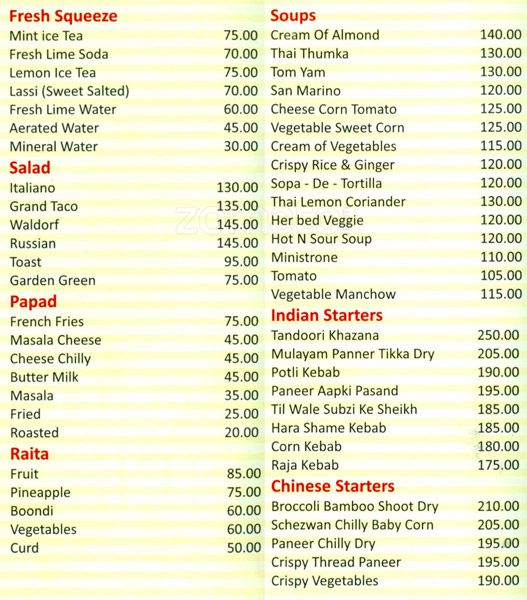 Fresh Squeeze
Mint ice Tea 75.00
Fresh Lime Soda 70.00
Lemon Ice Tea 75.00
Lassi (Sweet Salted) 70.00
Fresh Lime Water 60.00
Aerated Water 45.00
Mineral Water 30.00
Salad
Italiano 130.00
Grand Taco 135.00
Waldorf 145.00
Russian 145.00
Toast 95.00
Garden Green 75.00
Papad
French Fries 75.00
Masala Cheese 45.00
Cheese Chilly 45.00
Butter Milk 45.00
Masala 35.00
Fried 25.00
Roasted 20.00
Raita
Fruit 85.00
Pineapple 75.00
Boondi 60.00
Vegetables 60.00
Curd 50.00
Soups
Cream Of Almond 140.00
Thai Thumka 130.00
Tom Yam 130.00
San Marino 120.00
Cheese Corn Tomato 125.00
Vegetable Sweet Corn 125.00
Cream of Vegetables 115.00
Crispy Rice & Ginger 120.00
Sopa - De - Tortilla 120.00
Thai Lemon Coriander 130.00
Her bed Veggie 120.00
Hot N Sour Soup 120.00
Ministrone 110.00
Tomato 105.00
Vegetable Manchow 115.00
Indian Starters
Tandoori Khazana 250.00
Mulayam Panner Tikka Dry 205.00
Potli Kebab 190.00
Paneer Aapki Pasand 195.00
Til Wale Subzi Ke Sheikh 185.00
Hara Shame Kebab 185.00
Corn Kebab 180.00
Raja Kebab 175.00
Chinese Starters
Broccoli Bamboo Shoot Dry 210.00
Schezwan Chilly Baby Corn 205.00
Paneer Chilly Dry 195.00
Crispy Thread Paneer 195.00
Crispy Vegetables 190.00